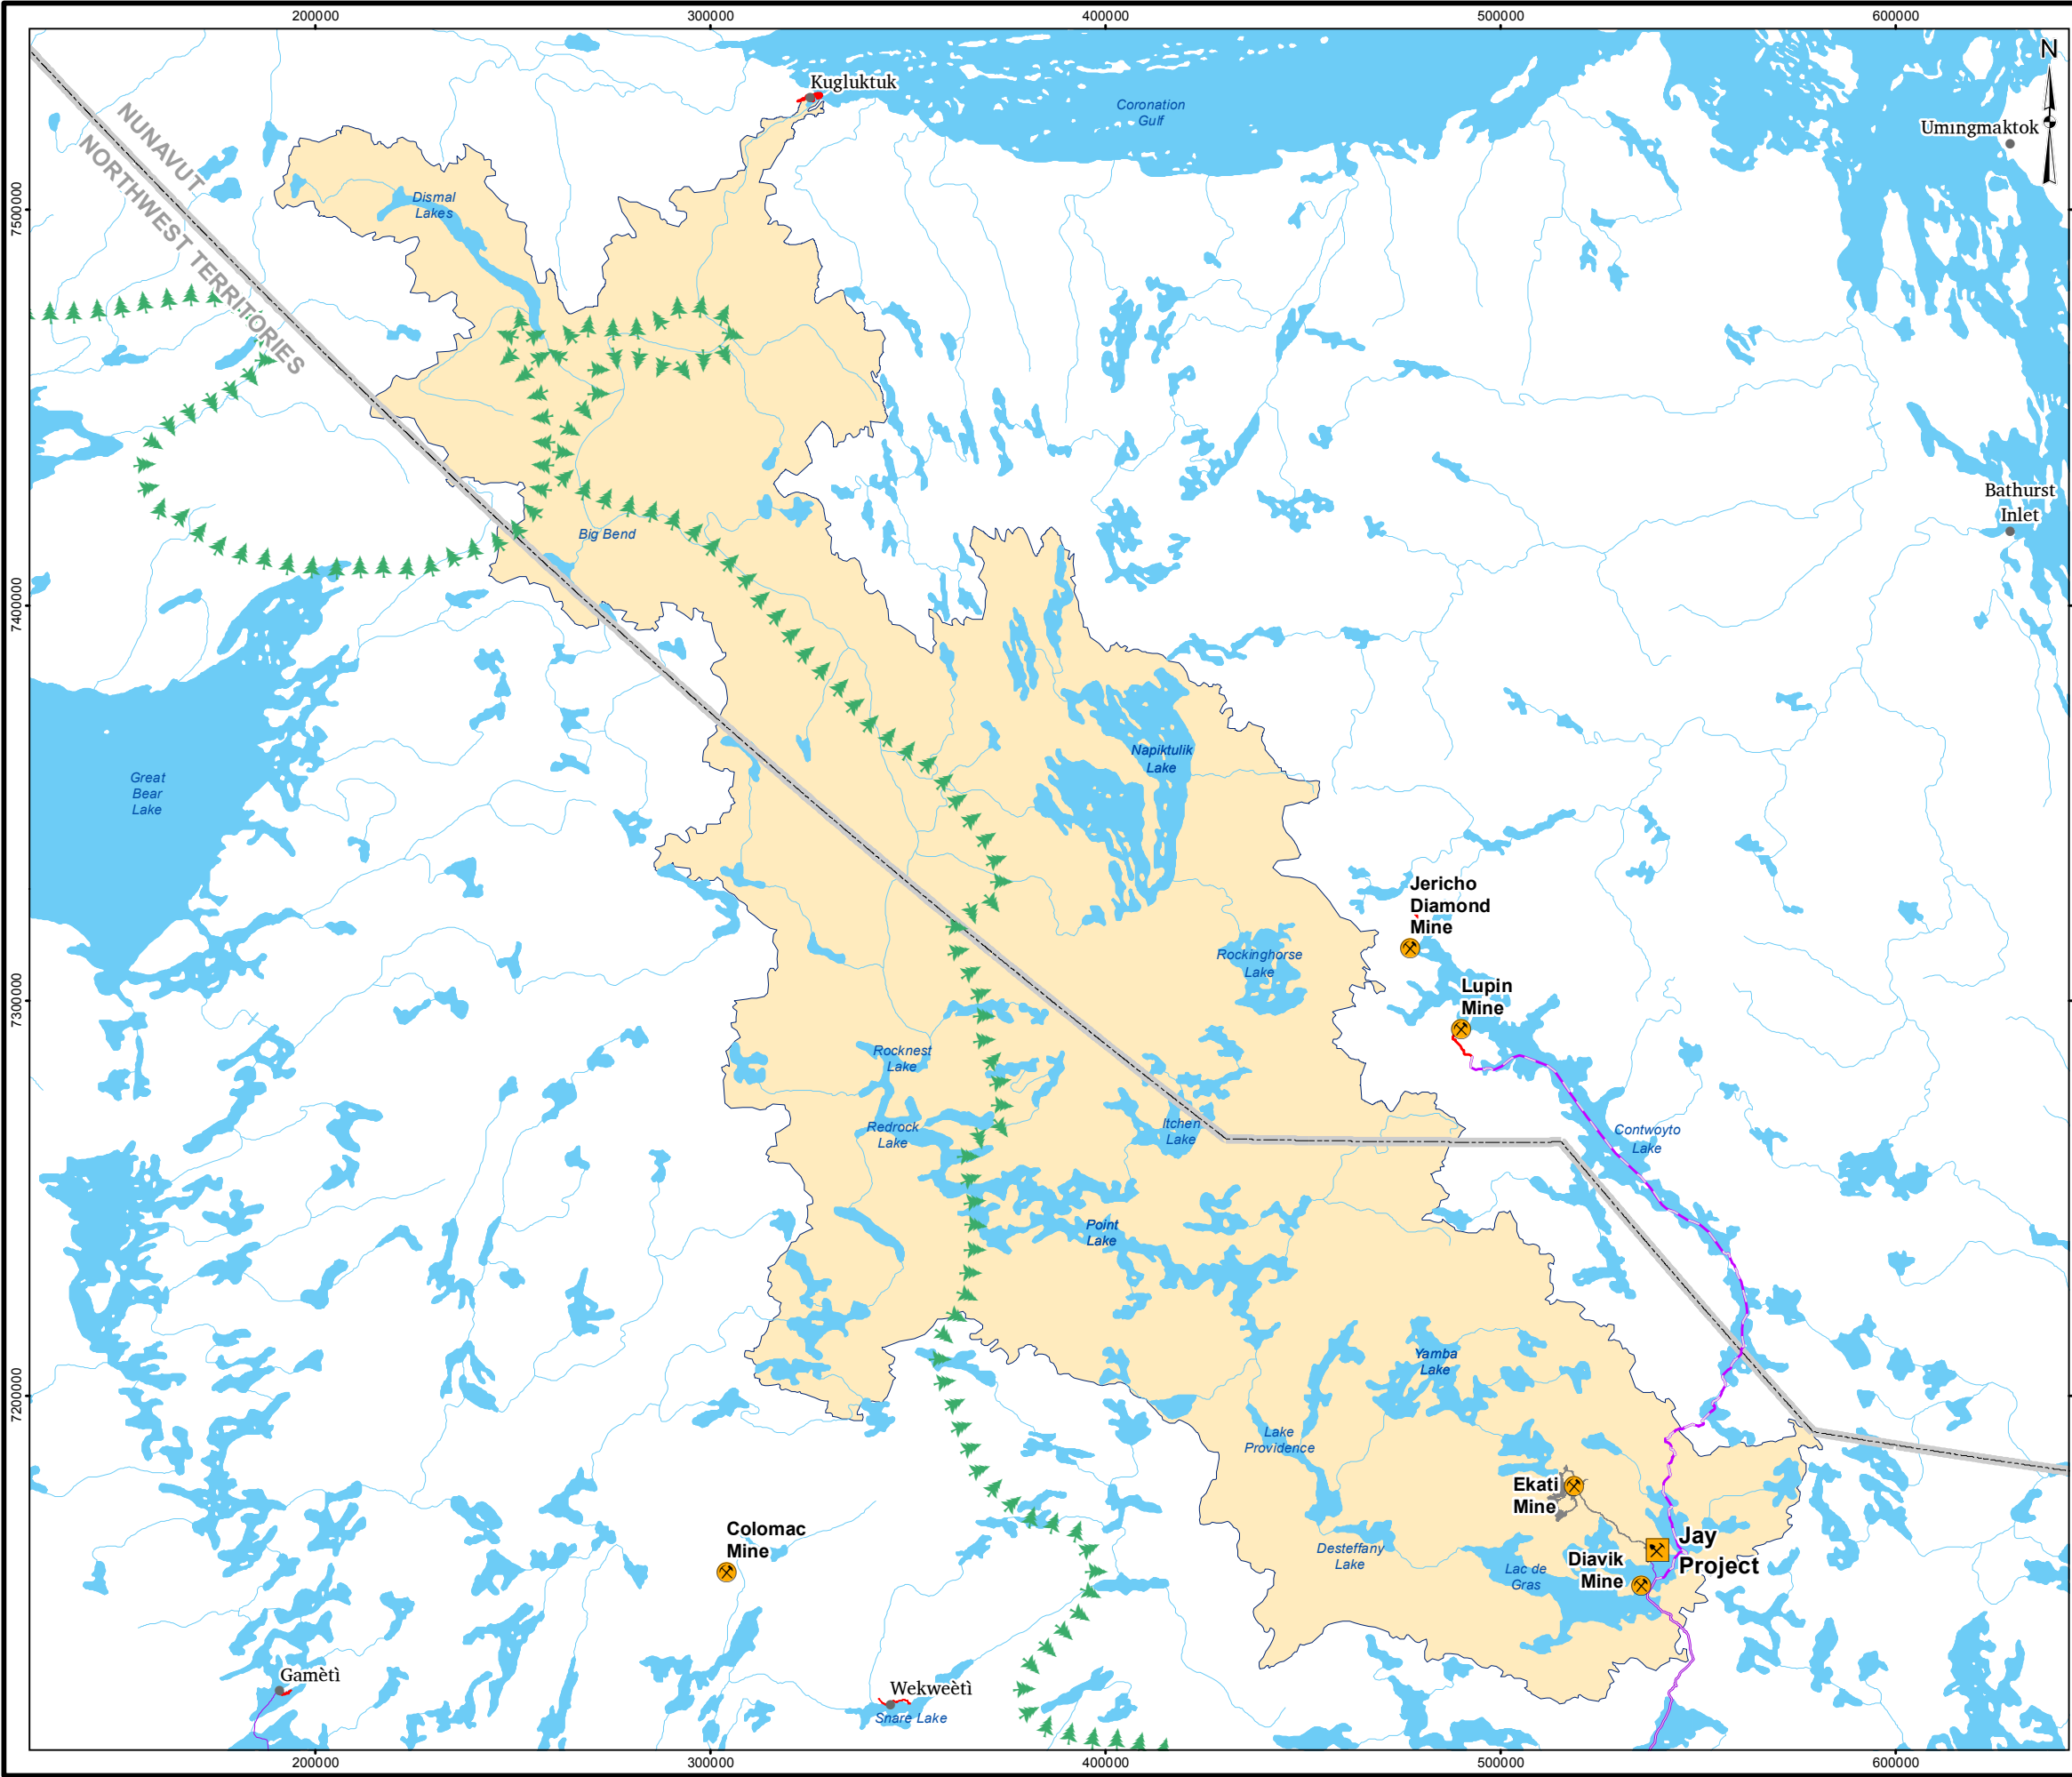 200000
300000
400000
500000
600000
N
Kugluktuk
Coronation
Gulf
Umingmaktok
NUNAVUT
NORTHWEST TERRITORIES
7500000
Dismal
Lakes
Bathurst
Inlet
Big Bend
7400000
Napiktulik
Lake
Great
Bear
Lake
Jericho
Diamond
Mine
Rockinghorse
Lake
Lupin
Mine
7300000
Rocknest
Lake
Redrock
Lake
Itchen
Lake
Contwoyto
Lake
Point
Lake
Yamba
Lake
7200000
Lake
Providence
Ekati
Mine
Colomac
Mine
Desteffany
Lake
Lac de
Gras
Diavik
Mine
Jay
Project
Gamètì
Wekweètì
Snare Lake
200000
300000
400000
500000
600000